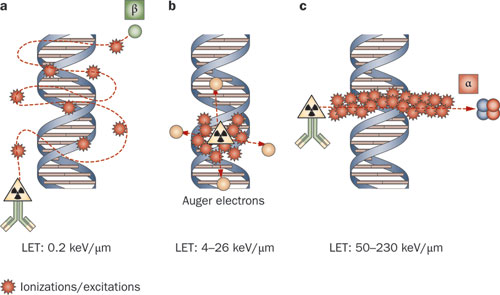 a
β
b
c
α
Auger electrons
LET: 0.2 keV/μm
LET: 4–26 keV/μm
LET: 50–230 keV/μm
Ionizations/excitations